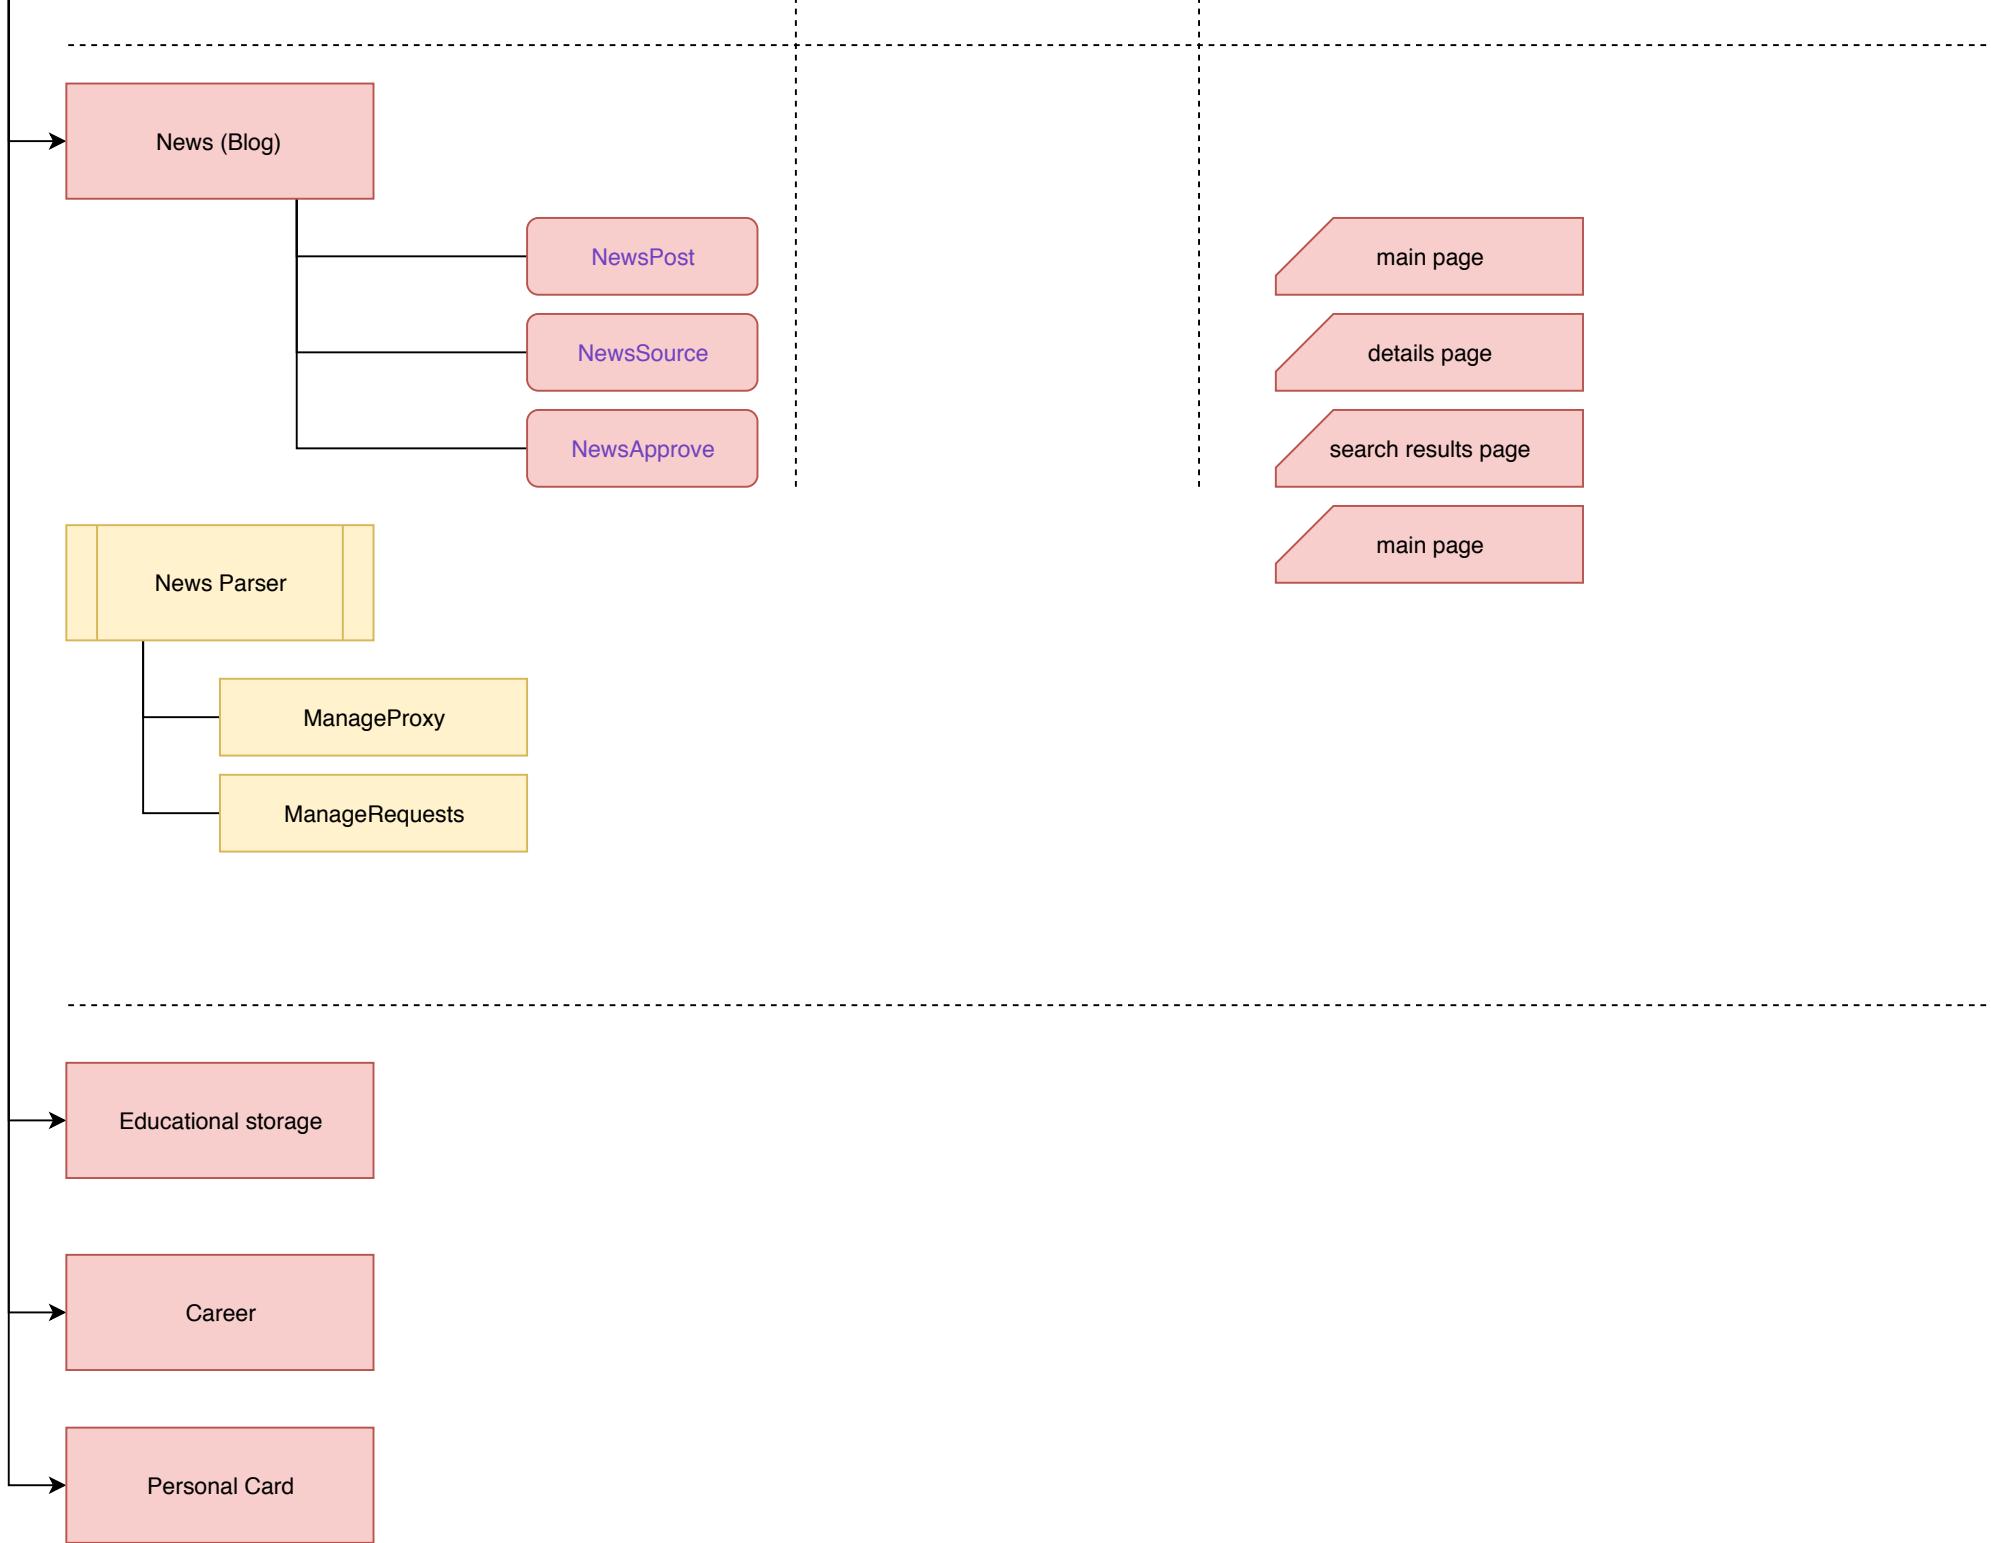 News (Blog)
NewsPost
main page
NewsSource
details page
NewsApprove
search results page
main page
News Parser
ManageProxy
ManageRequests
Educational storage
Career
Personal Card